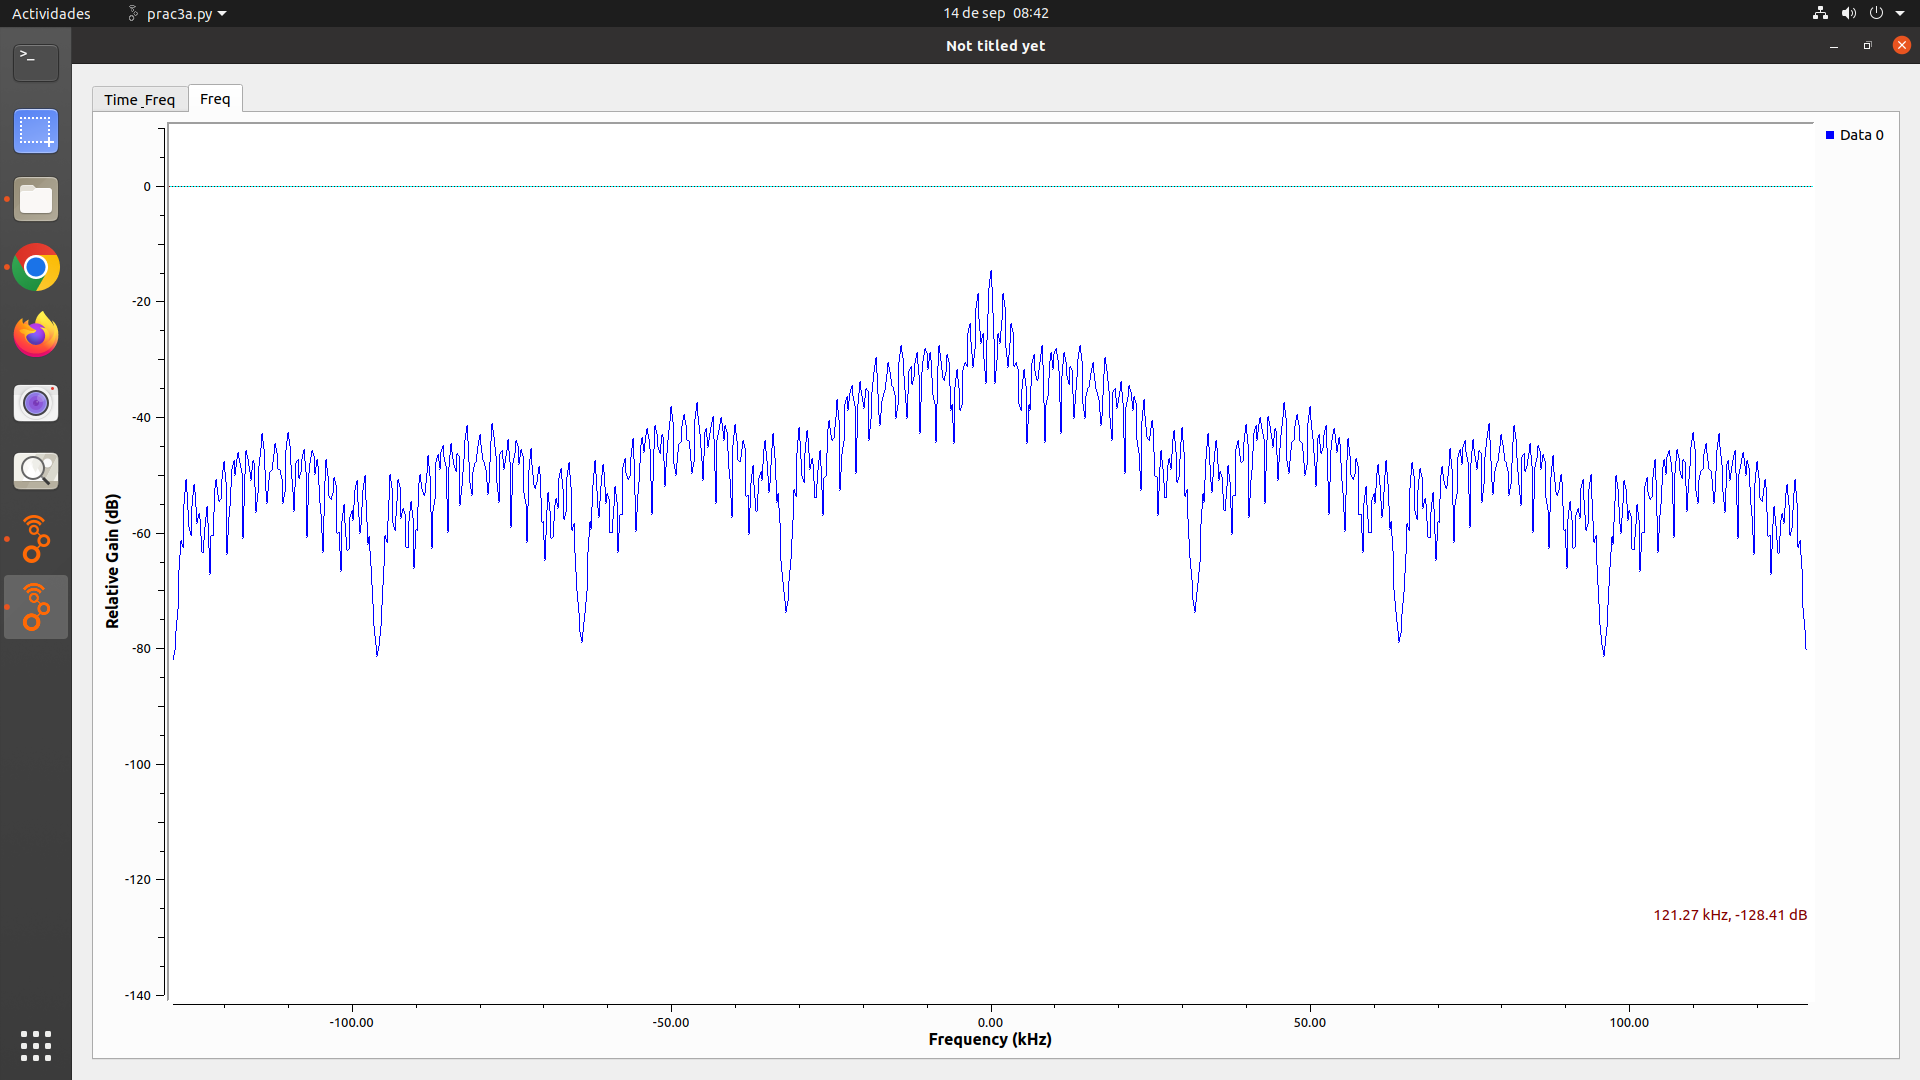 Actividades prac3a.py 14 de sep 08:42
Not titled yet
>_
Time_Freq Freq
Data 0
0
-20
-40
-60
-80
-100
-120
-140
Relative Gain (dB)
121.27 kHz, -128.41 dB
-100.00 -50.00 0.00 50.00 100.00
Frequency (kHz)